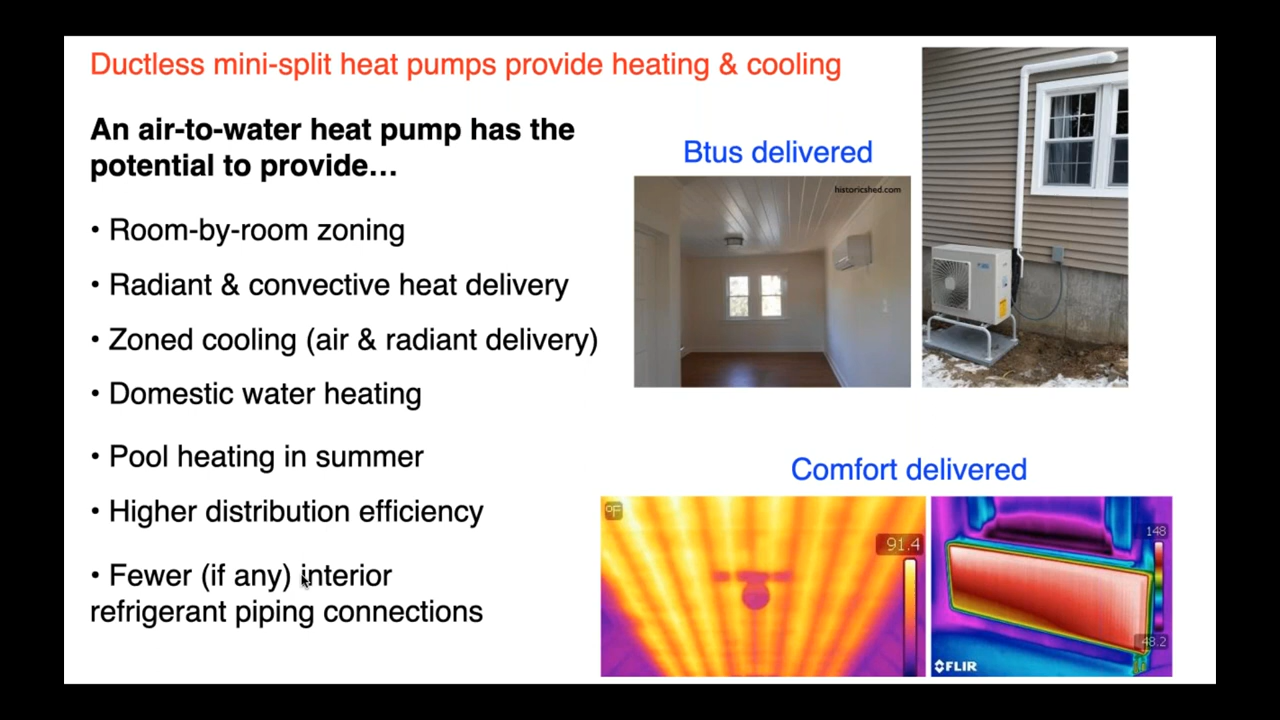 Ductless mini-split heat pumps provide heating & cooling
An air-to-water heat pump has the
potential to provide…
• Room-by-room zoning
• Radiant & convective heat delivery
• Zoned cooling (air & radiant delivery)
• Domestic water heating
• Pool heating in summer
• Higher distribution efficiency
• Fewer (if any) interior
refrigerant piping connections
Btus delivered
historicshed.com
Comfort delivered
°F
91.4
148
48.2
FLIR